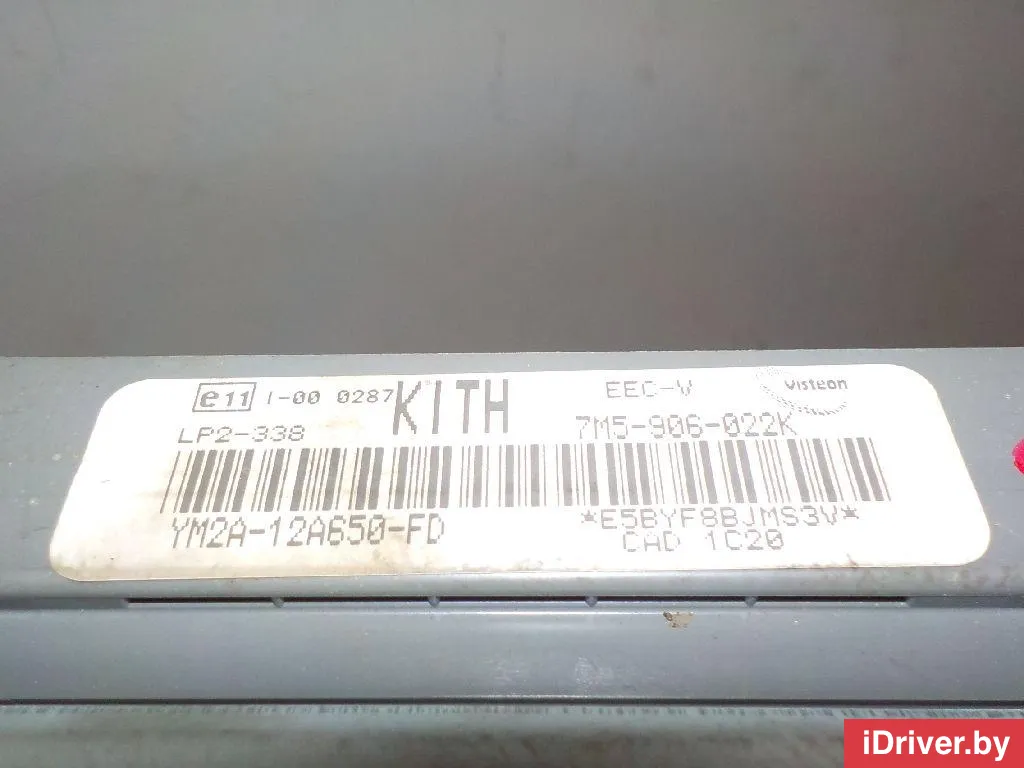 e11 I-00 0287 KITH EEC-V Visteon
LP2-338 7M5-906-022K
YM2A-12A650-FD *E5BYF8BJMS3V*
CAD 1C20
iDriver.by